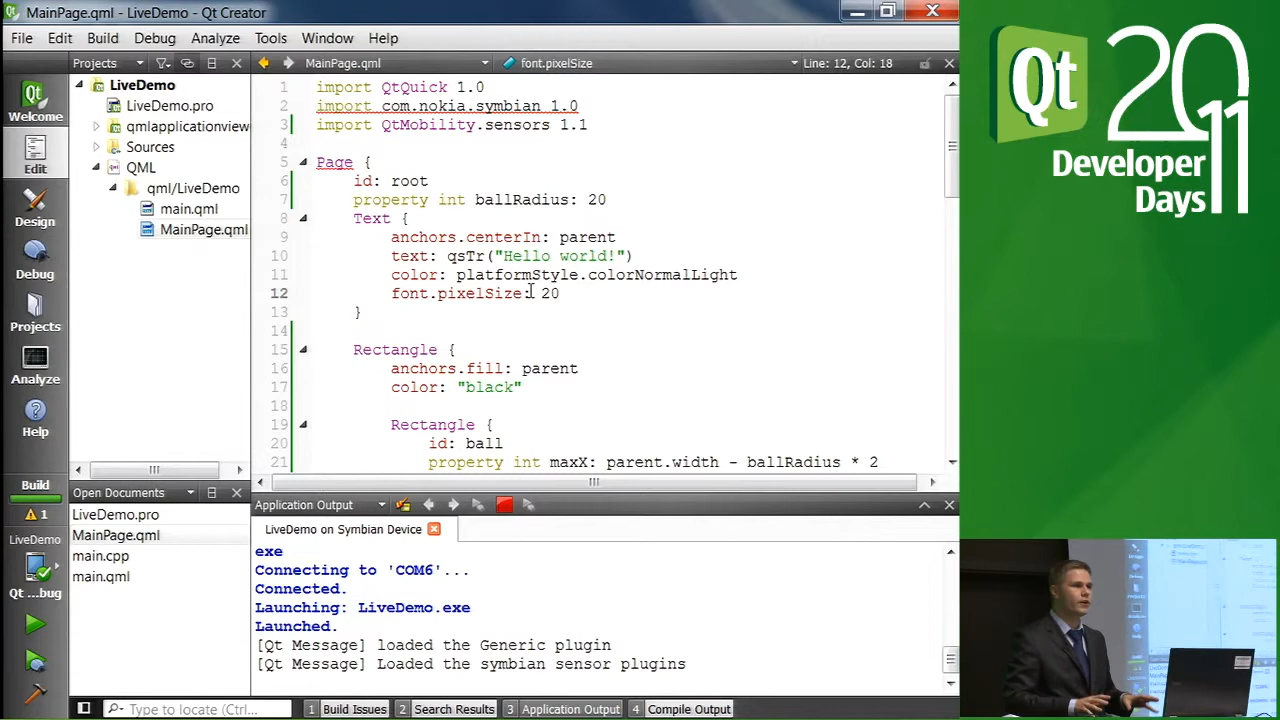 MainPage.qml - LiveDemo - Qt Creator
File Edit Build Debug Analyze Tools Window Help
Projects
MainPage.qml
font.pixelSize
Line: 12, Col: 18
Welcome
Edit
Design
Debug
Projects
Analyze
Help
Build
1
LiveDemo
Qt ...bug
LiveDemo
LiveDemo.pro
qmlapplicationview
Sources
QML
qml/LiveDemo
main.qml
MainPage.qml
Open Documents
LiveDemo.pro
MainPage.qml
main.cpp
main.qml
1 import QtQuick 1.0
2 import com.nokia.symbian 1.0
3 import QtMobility.sensors 1.1
4
5 Page {
6 id: root
7 property int ballRadius: 20
8 Text {
9 anchors.centerIn: parent
10 text: qsTr("Hello world!")
11 color: platformStyle.colorNormalLight
12 font.pixelSize: 20
13 }
14
15 Rectangle {
16 anchors.fill: parent
17 color: "black"
18
19 Rectangle {
20 id: ball
21 property int maxX: parent.width - ballRadius * 2
Application Output
LiveDemo on Symbian Device
exe
Connecting to 'COM6'...
Connected.
Launching: LiveDemo.exe
Launched.
[Qt Message] loaded the Generic plugin
[Qt Message] Loaded the symbian sensor plugins
Type to locate (Ctrl...
1 Build Issues 2 Search Results 3 Application Output 4 Compile Output
Qt
2011
Developer
Days